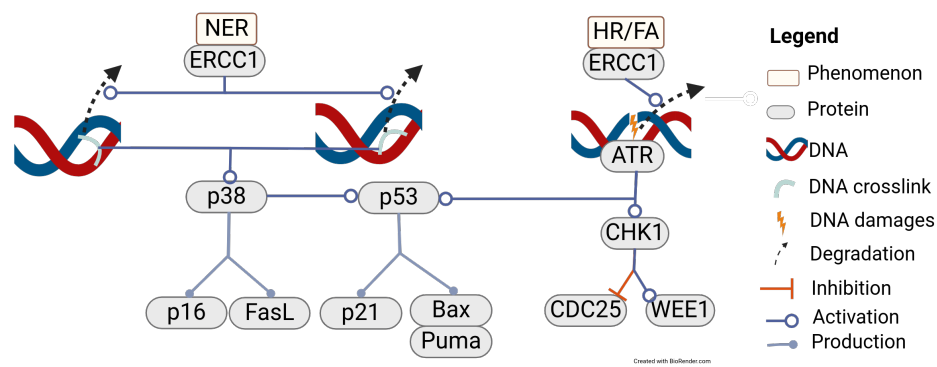 NER
ERCC1
HR/FA
ERCC1
ATR
p38
p53
CHK1
p16
FasL
p21
Bax
Puma
CDC25
WEE1
Created with BioRender.com
Legend
Phenomenon
Protein
DNA
DNA crosslink
DNA damages
Degradation
Inhibition
Activation
Production